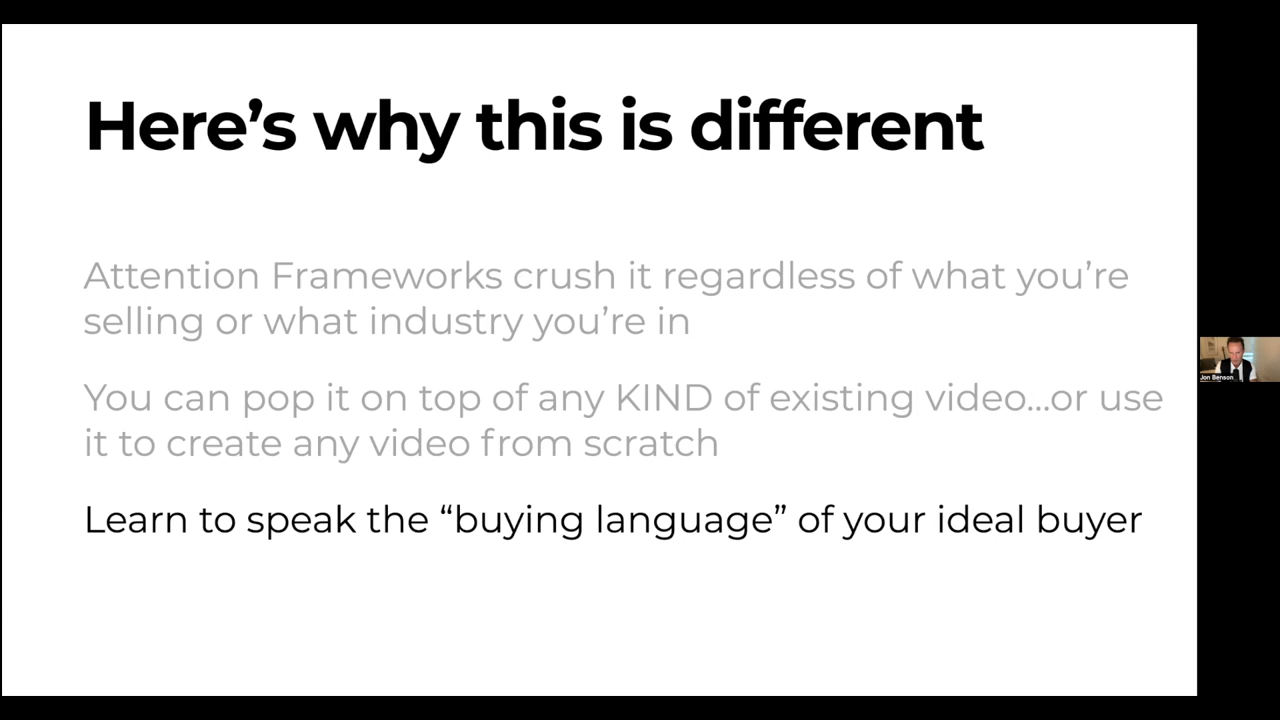 Here’s why this is different
Attention Frameworks crush it regardless of what you’re
selling or what industry you’re in
You can pop it on top of any KIND of existing video...or use
it to create any video from scratch
Learn to speak the “buying language” of your ideal buyer
Jon Benson